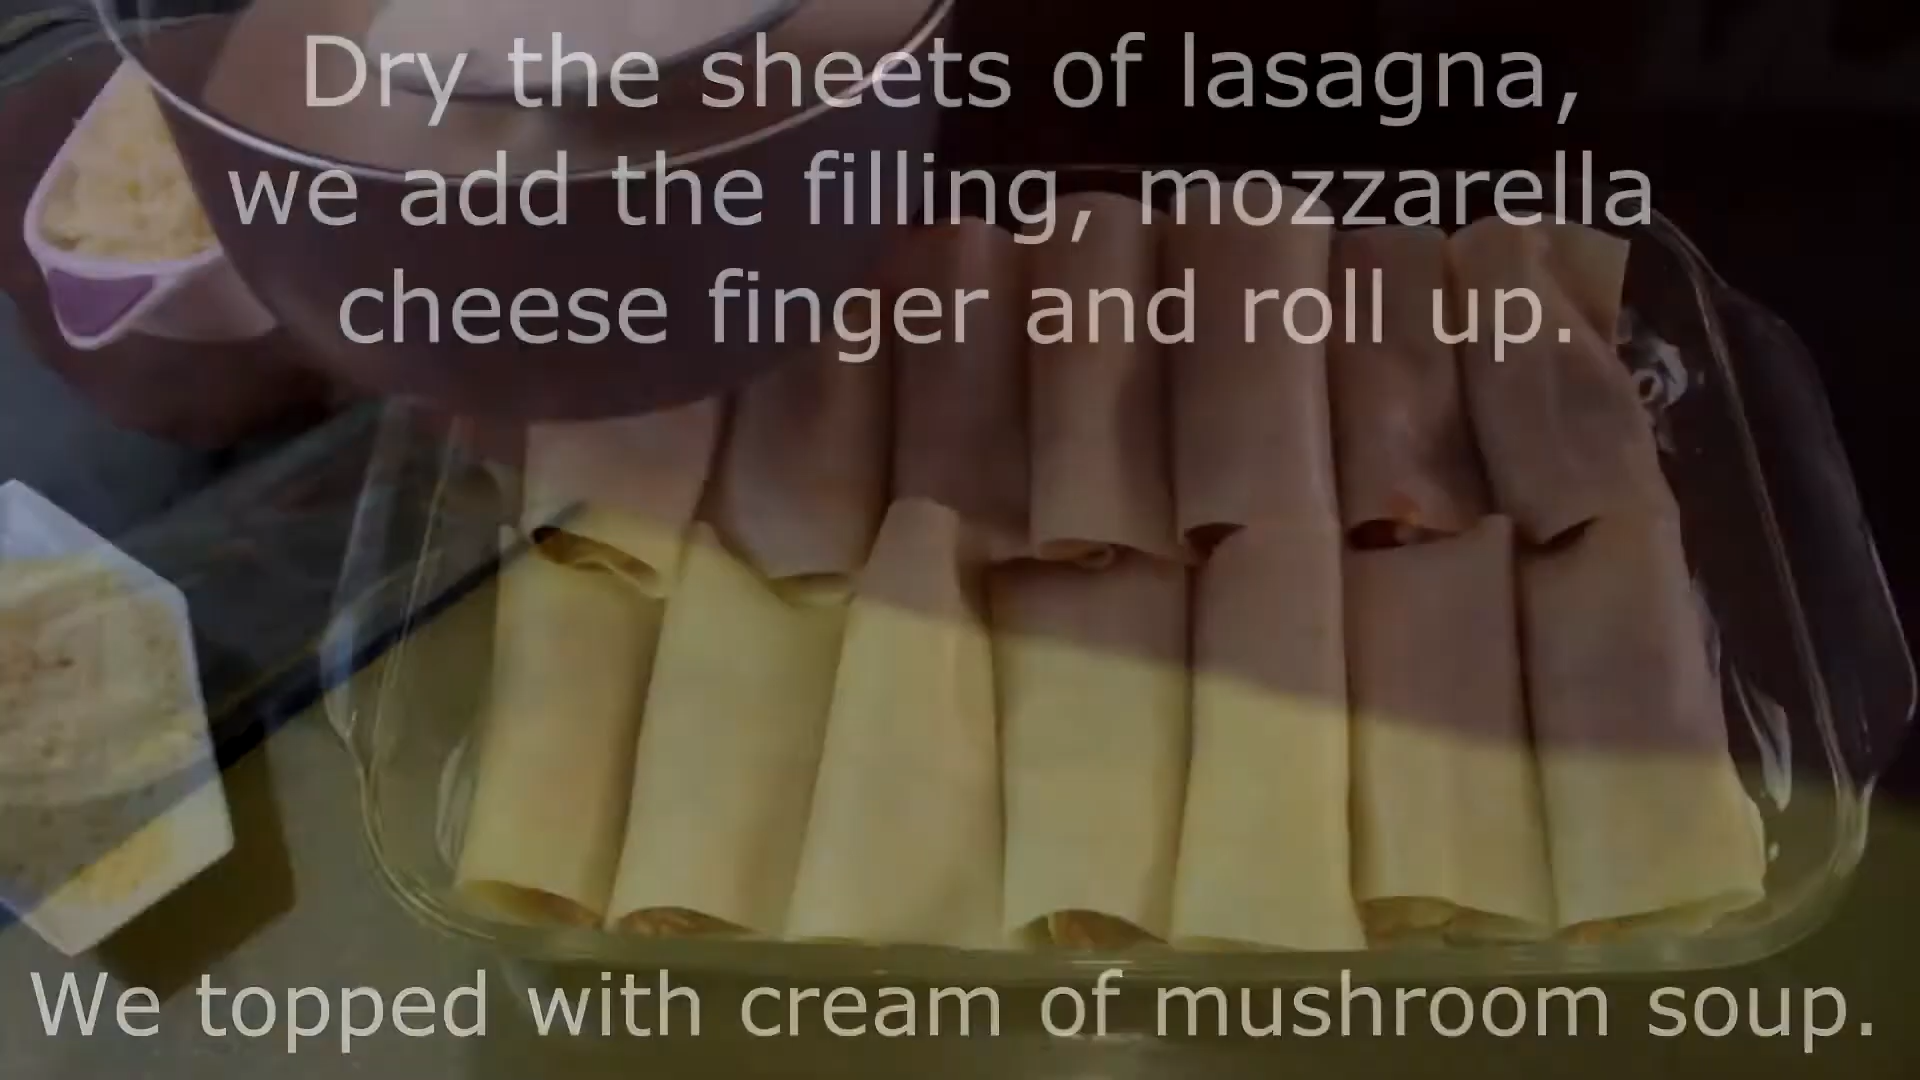 Dry the sheets of lasagna,
we add the filling, mozzarella
cheese finger and roll up.
We topped with cream of mushroom soup.